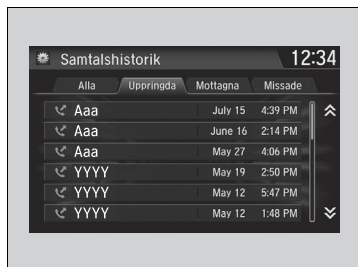 Samtalshistorik 12:34
Alla Uppringda Mottagna Missade
Aaa July 15 4:39 PM
Aaa June 16 2:14 PM
Aaa May 27 4:06 PM
YYYY May 19 2:50 PM
YYYY May 12 5:47 PM
YYYY May 12 1:48 PM